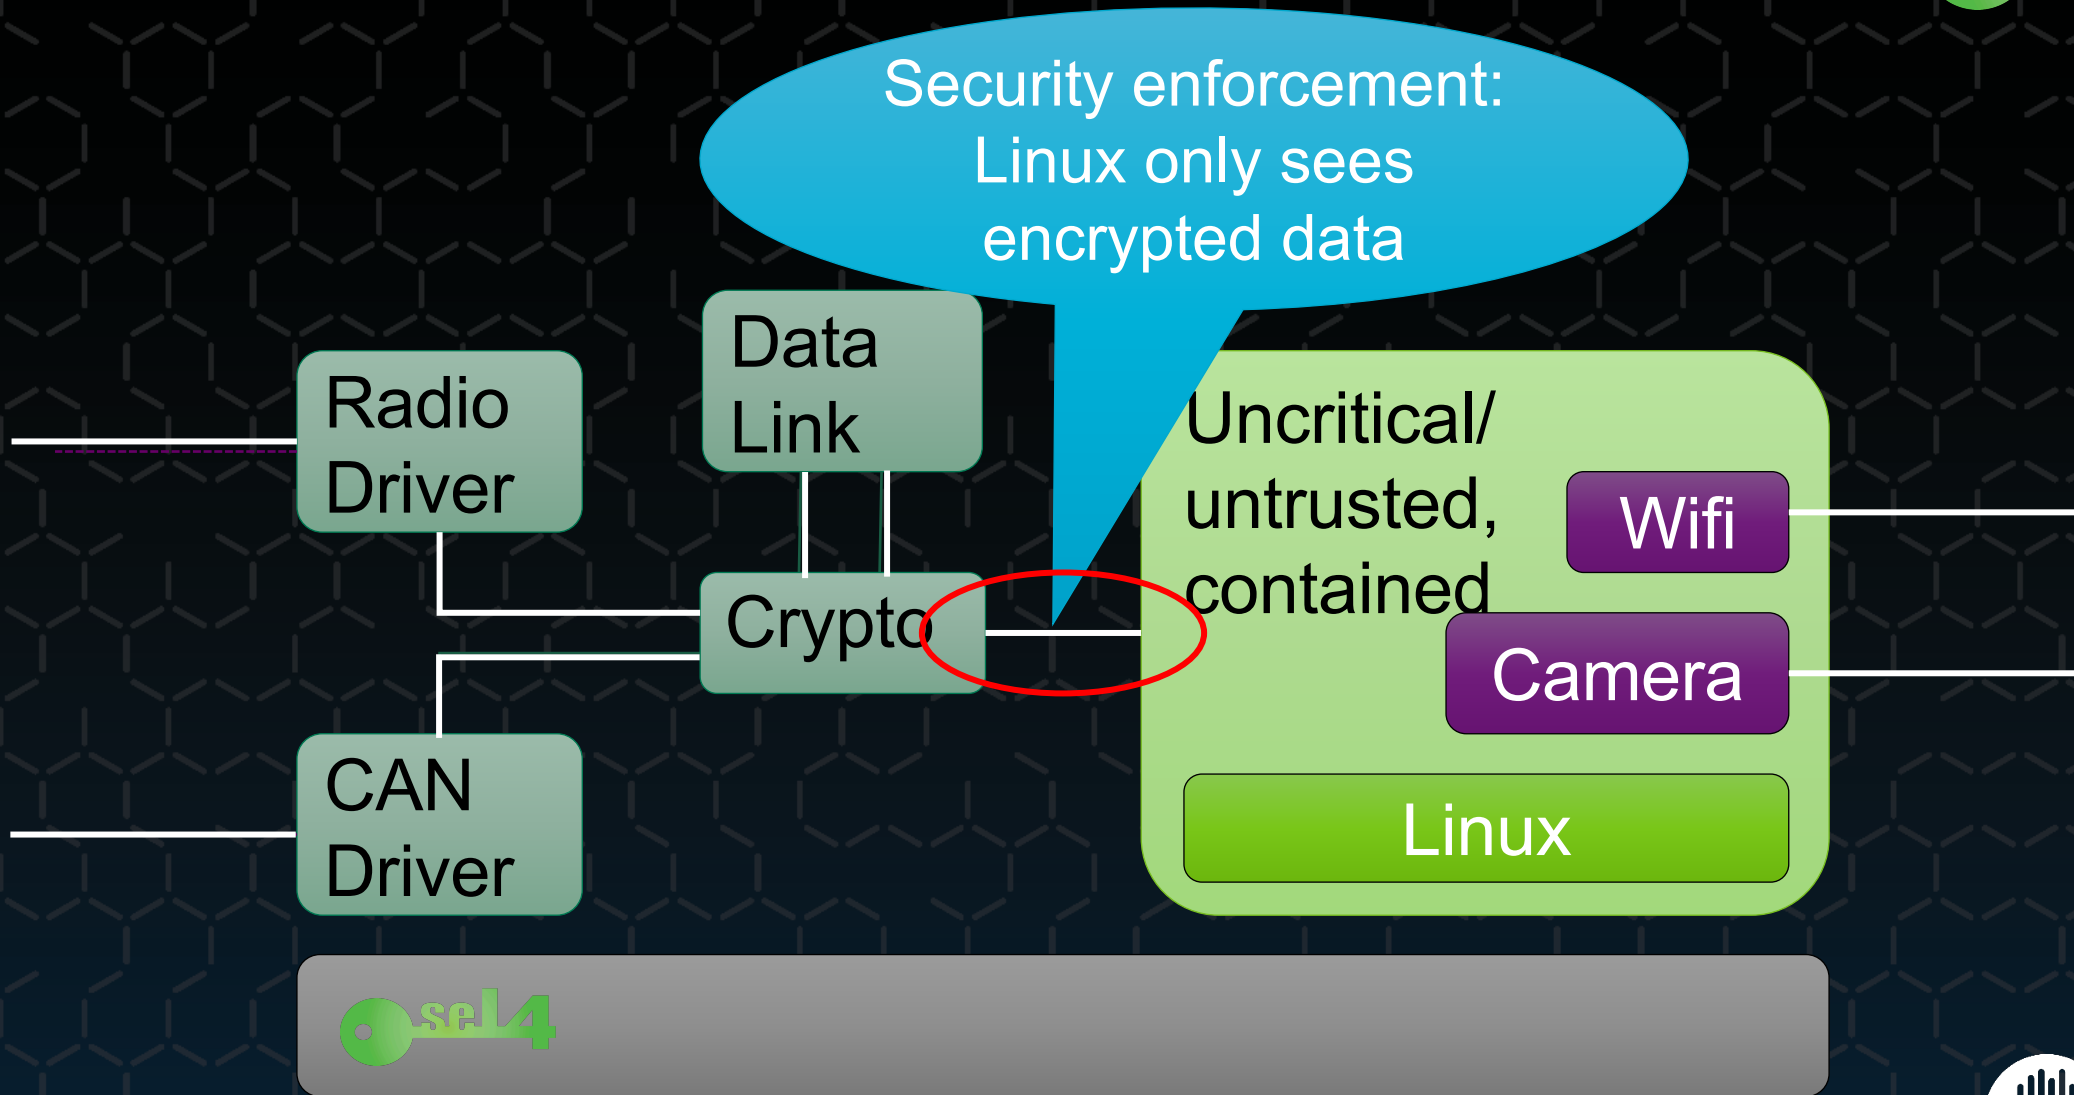 Security enforcement:
Linux only sees
encrypted data
Data
Link
Radio
Driver
Uncritical/
untrusted,
contained
Wifi
Crypto
Camera
CAN
Driver
Linux
seL4